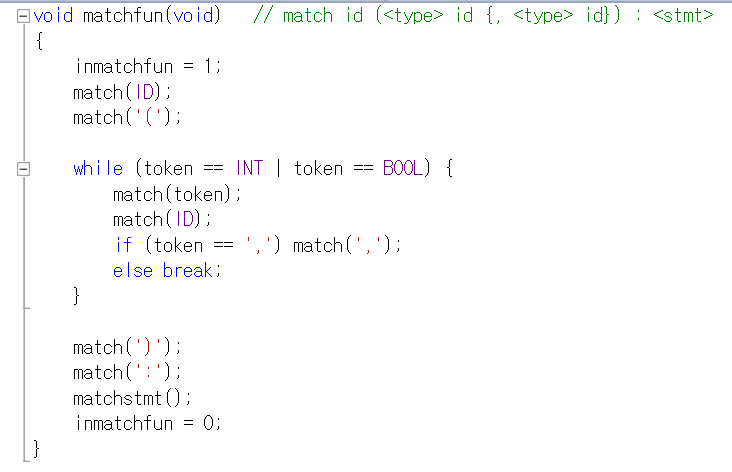 void matchfun(void)   // match id (<type> id {, <type> id}) : <stmt>
{
    inmatchfun = 1;
    match(ID);
    match('(');

    while (token == INT | token == BOOL) {
        match(token);
        match(ID);
        if (token == ',') match(',');
        else break;
    }

    match(')');
    match(':');
    matchstmt();
    inmatchfun = 0;
}